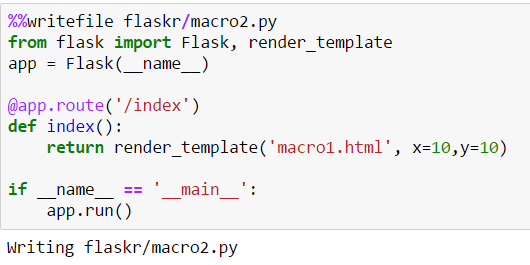 %%writefile flaskr/macro2.py
from flask import Flask, render_template
app = Flask(__name__)
@app.route('/index')
def index():
    return render_template('macro1.html', x=10,y=10)
if __name__ == '__main__':
    app.run()
Writing flaskr/macro2.py